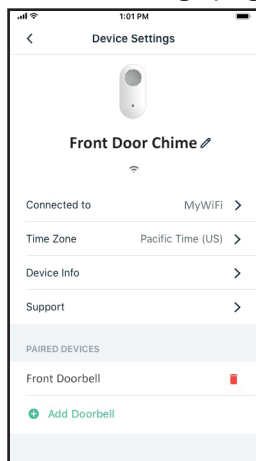 1:01 PM
Device Settings
Front Door Chime
Connected to MyWiFi
Time Zone Pacific Time (US)
Device Info
Support
PAIRED DEVICES
Front Doorbell
Add Doorbell